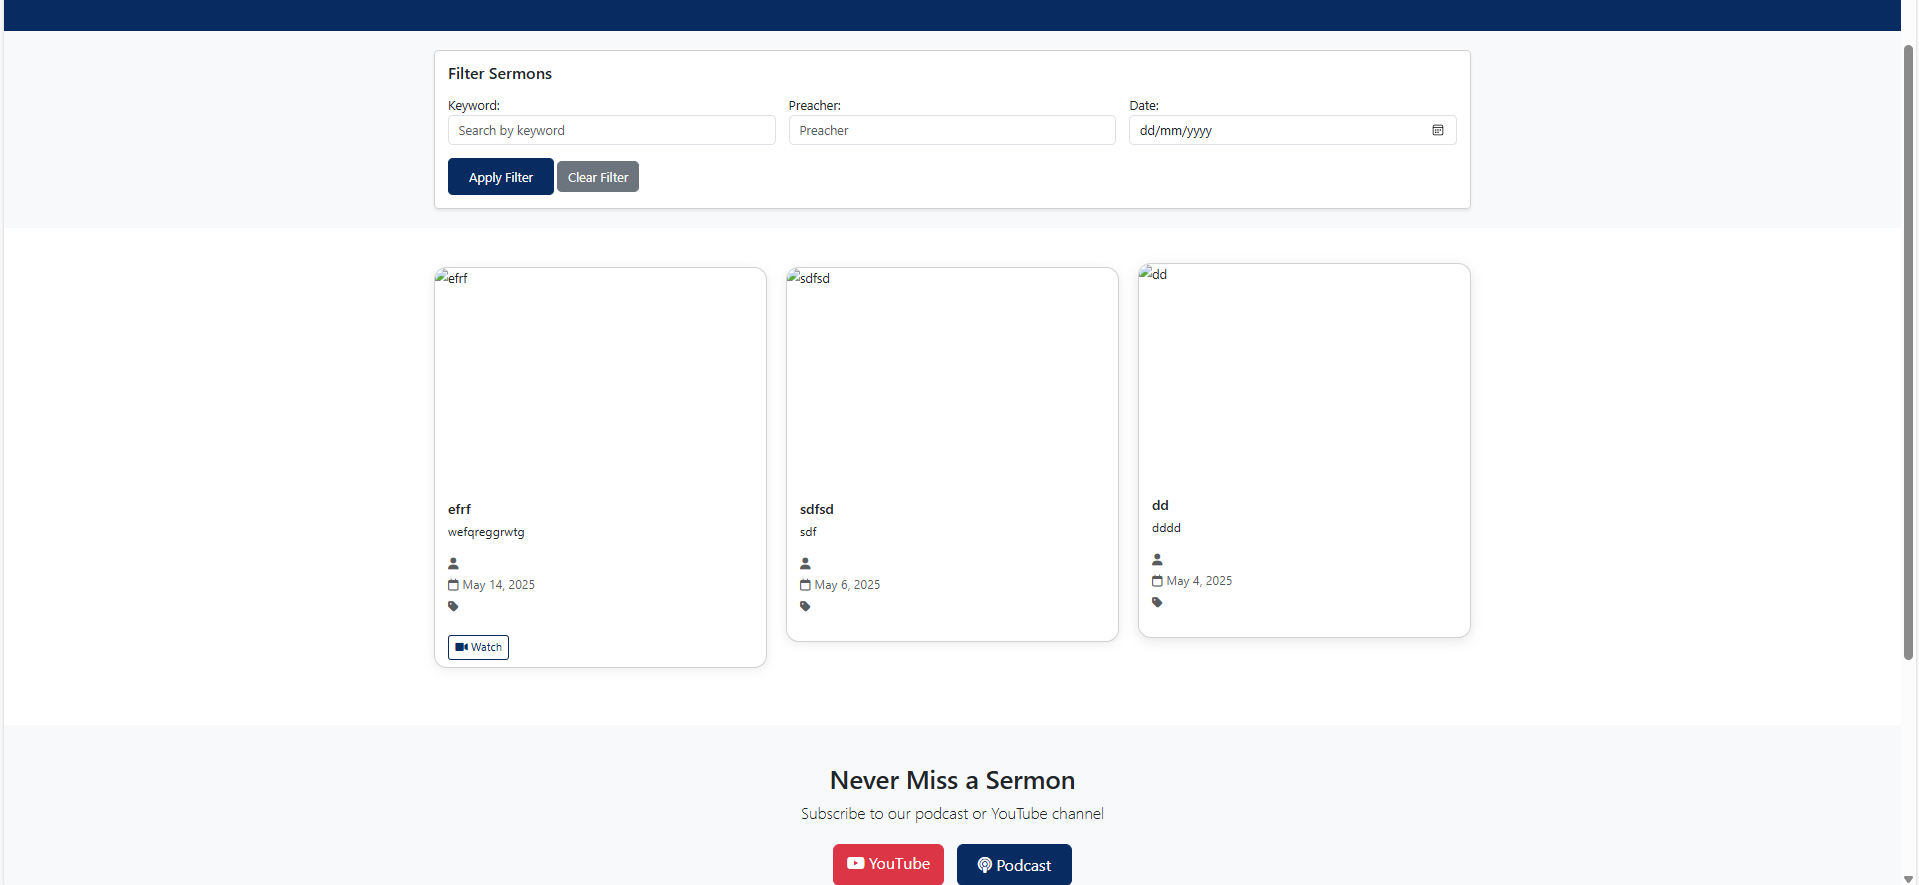 Filter Sermons
Keyword: Preacher: Date:
Search by keyword Preacher dd/mm/yyyy
Apply Filter Clear Filter
efrf
efrf
wefqreggrwtg
May 14, 2025
Watch
sdfsd
sdfsd
sdf
May 6, 2025
dd
dd
dddd
May 4, 2025
Never Miss a Sermon
Subscribe to our podcast or YouTube channel
YouTube Podcast